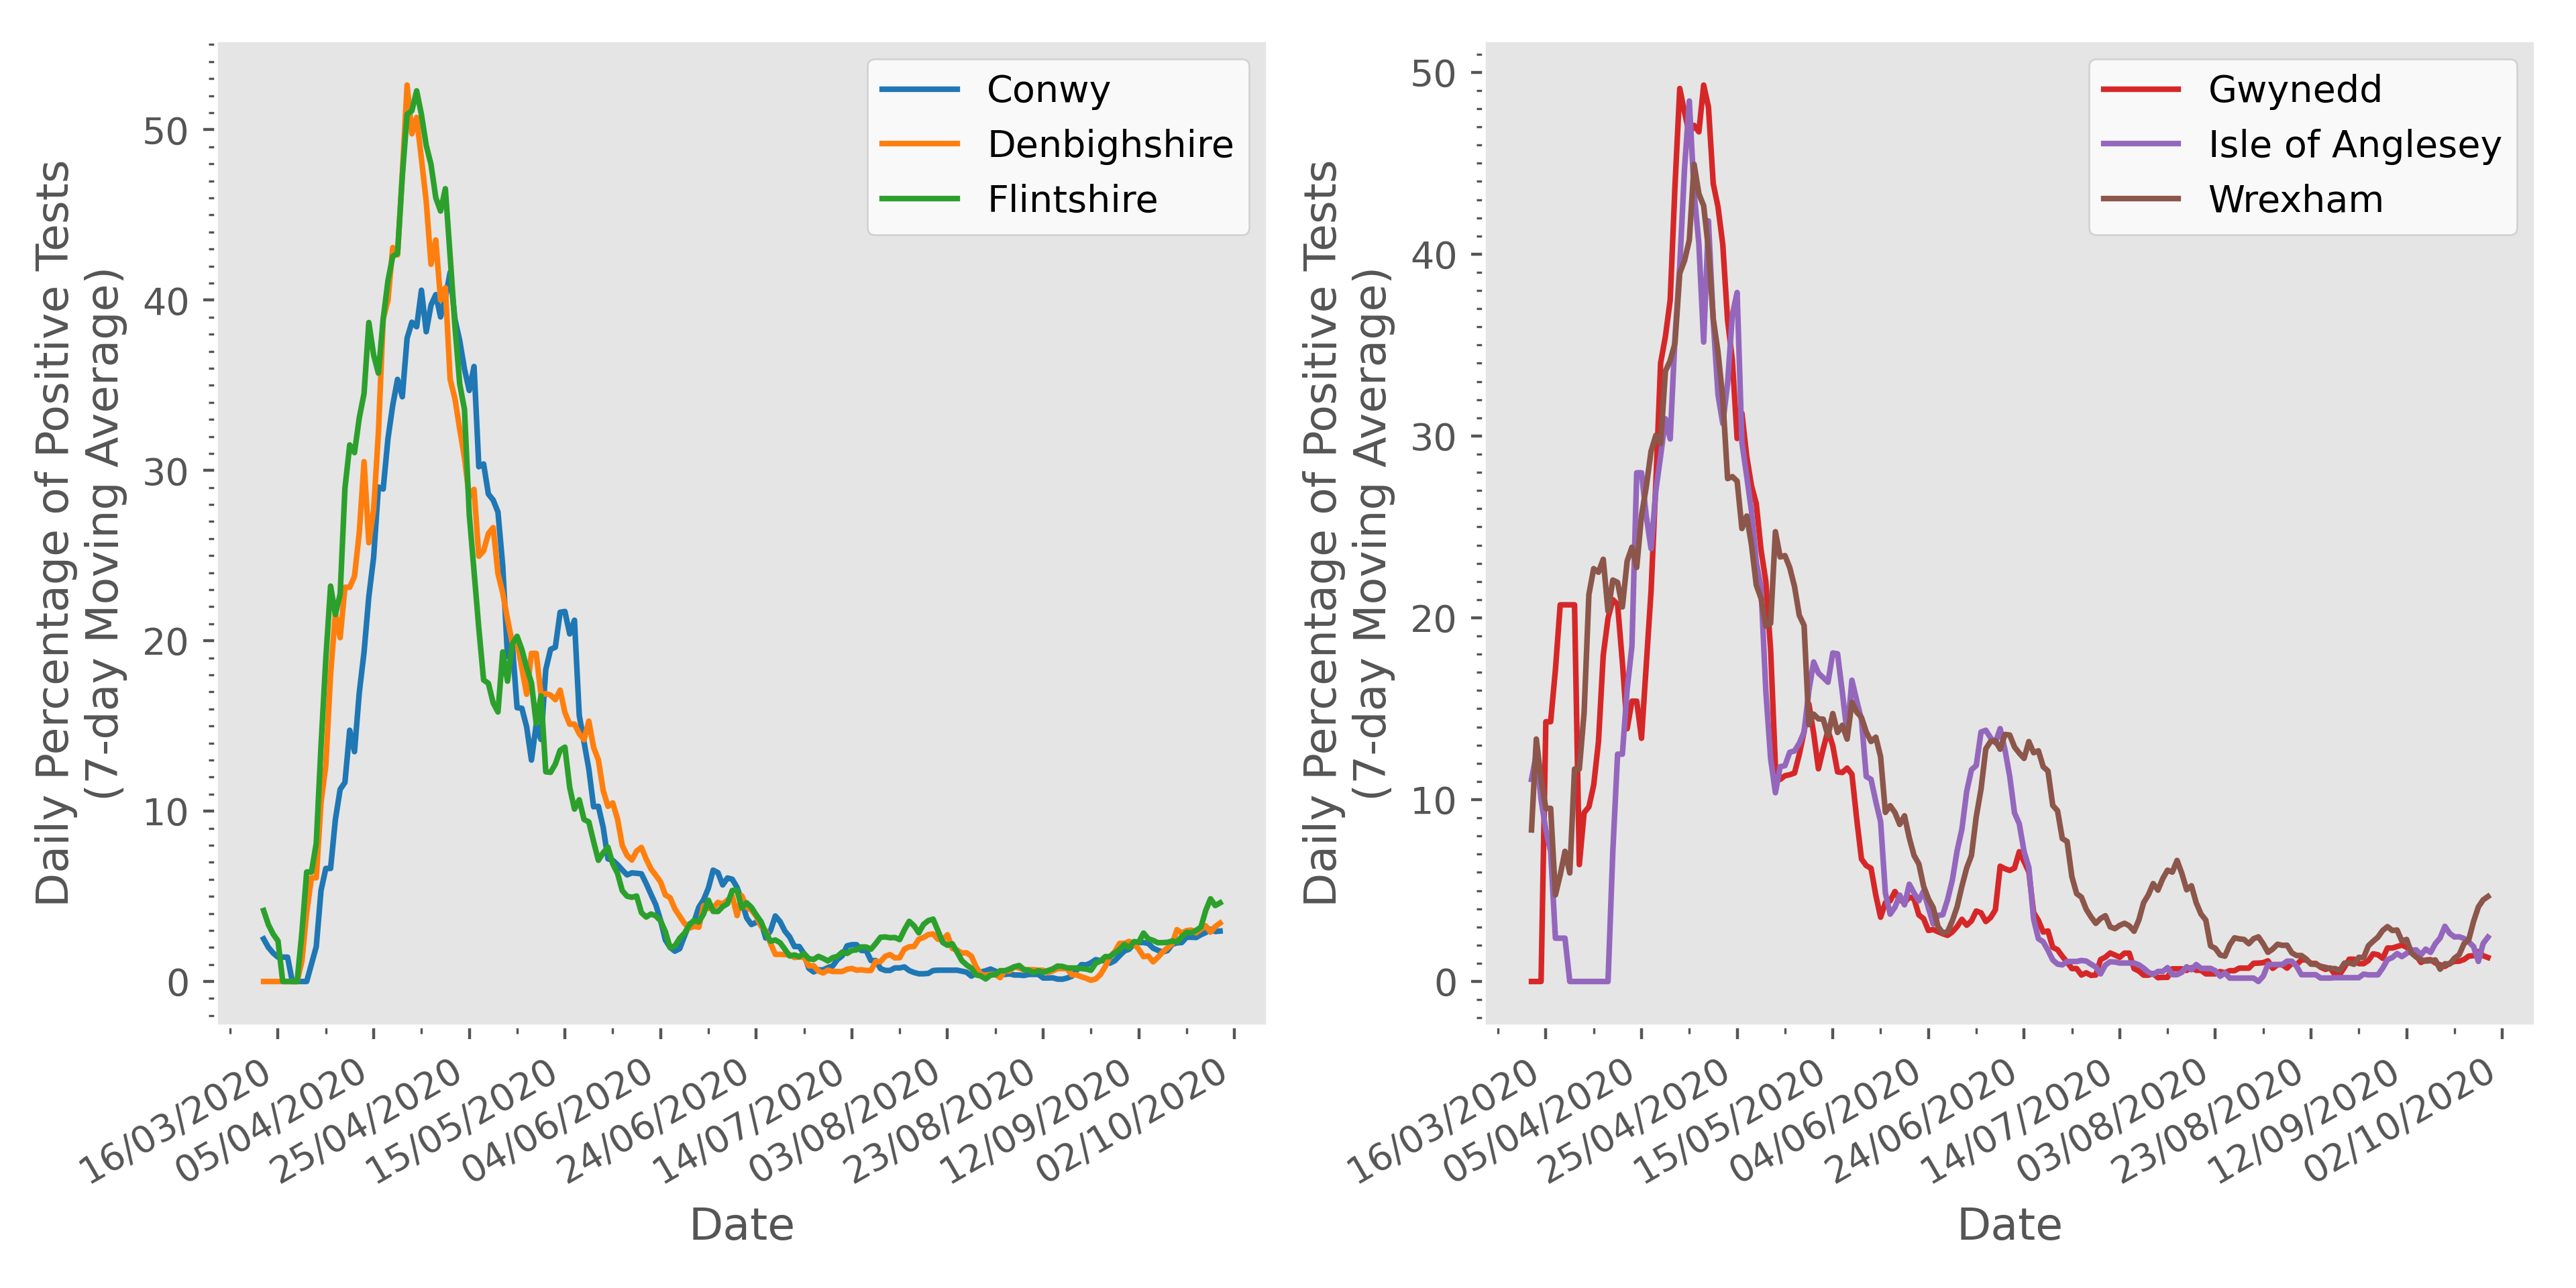 Daily Percentage of Positive Tests
(7-day Moving Average)
50
40
30
20
10
0
Conwy
Denbighshire
Flintshire
16/03/2020
05/04/2020
25/04/2020
15/05/2020
04/06/2020
24/06/2020
14/07/2020
03/08/2020
23/08/2020
12/09/2020
02/10/2020
Date
Daily Percentage of Positive Tests
(7-day Moving Average)
50
40
30
20
10
0
Gwynedd
Isle of Anglesey
Wrexham
16/03/2020
05/04/2020
25/04/2020
15/05/2020
04/06/2020
24/06/2020
14/07/2020
03/08/2020
23/08/2020
12/09/2020
02/10/2020
Date